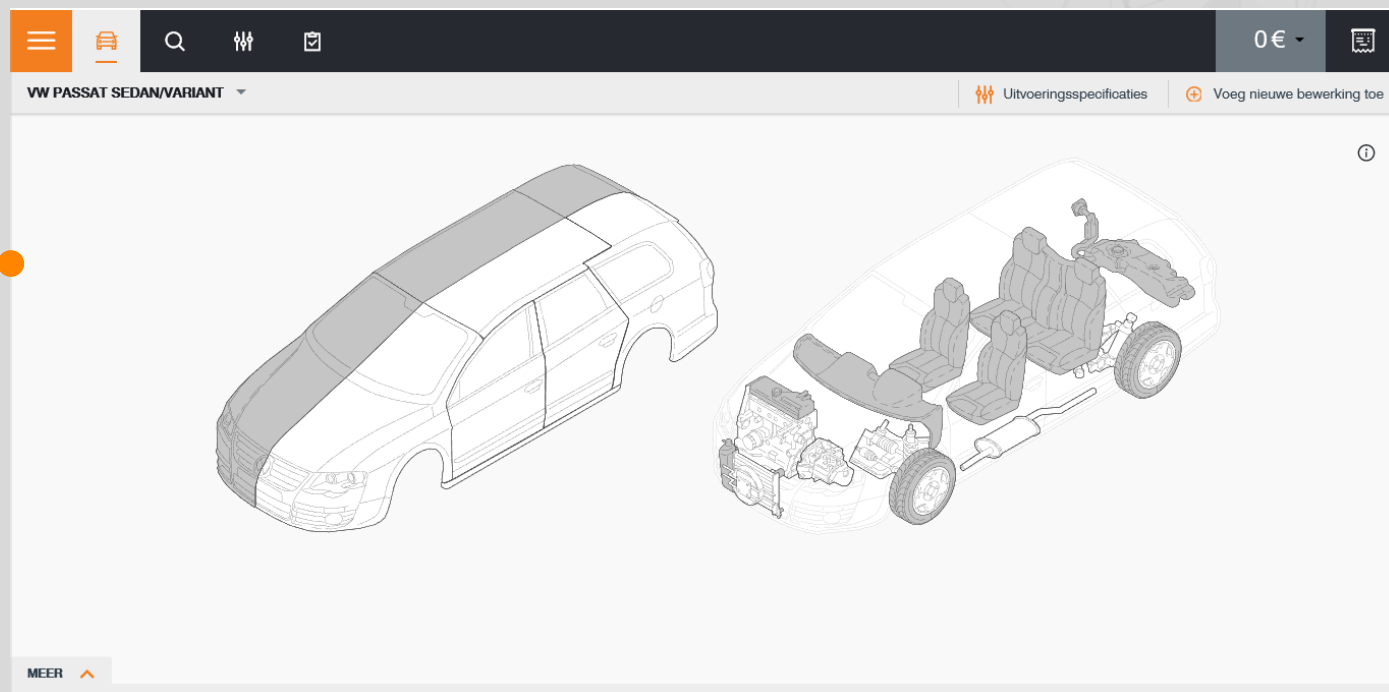 0 €
VW PASSAT SEDAN/VARIANT
Uitvoeringsspecificaties
Voeg nieuwe bewerking toe
MEER